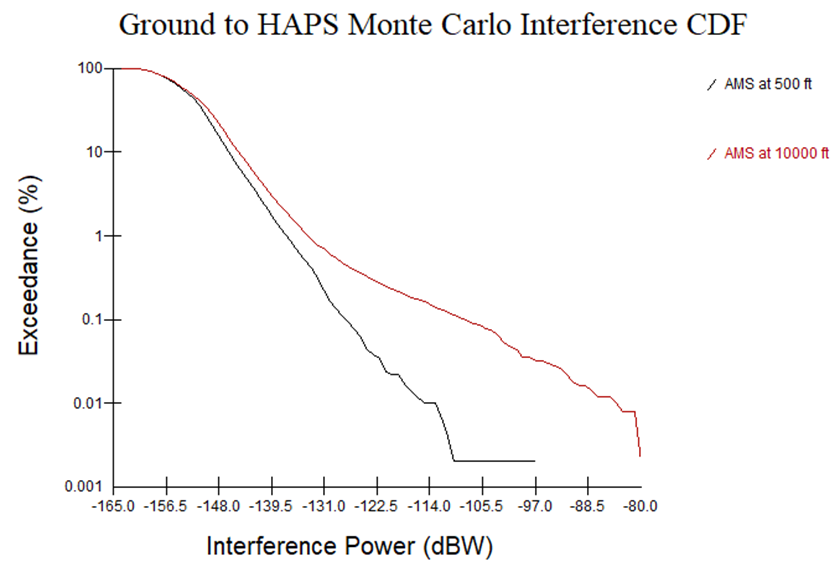 Ground to HAPS Monte Carlo Interference CDF
100
10
1
0.1
0.01
0.001
Exceedance (%)
-165.0 -156.5 -148.0 -139.5 -131.0 -122.5 -114.0 -105.5 -97.0 -88.5 -80.0
Interference Power (dBW)
AMS at 500 ft
AMS at 10000 ft